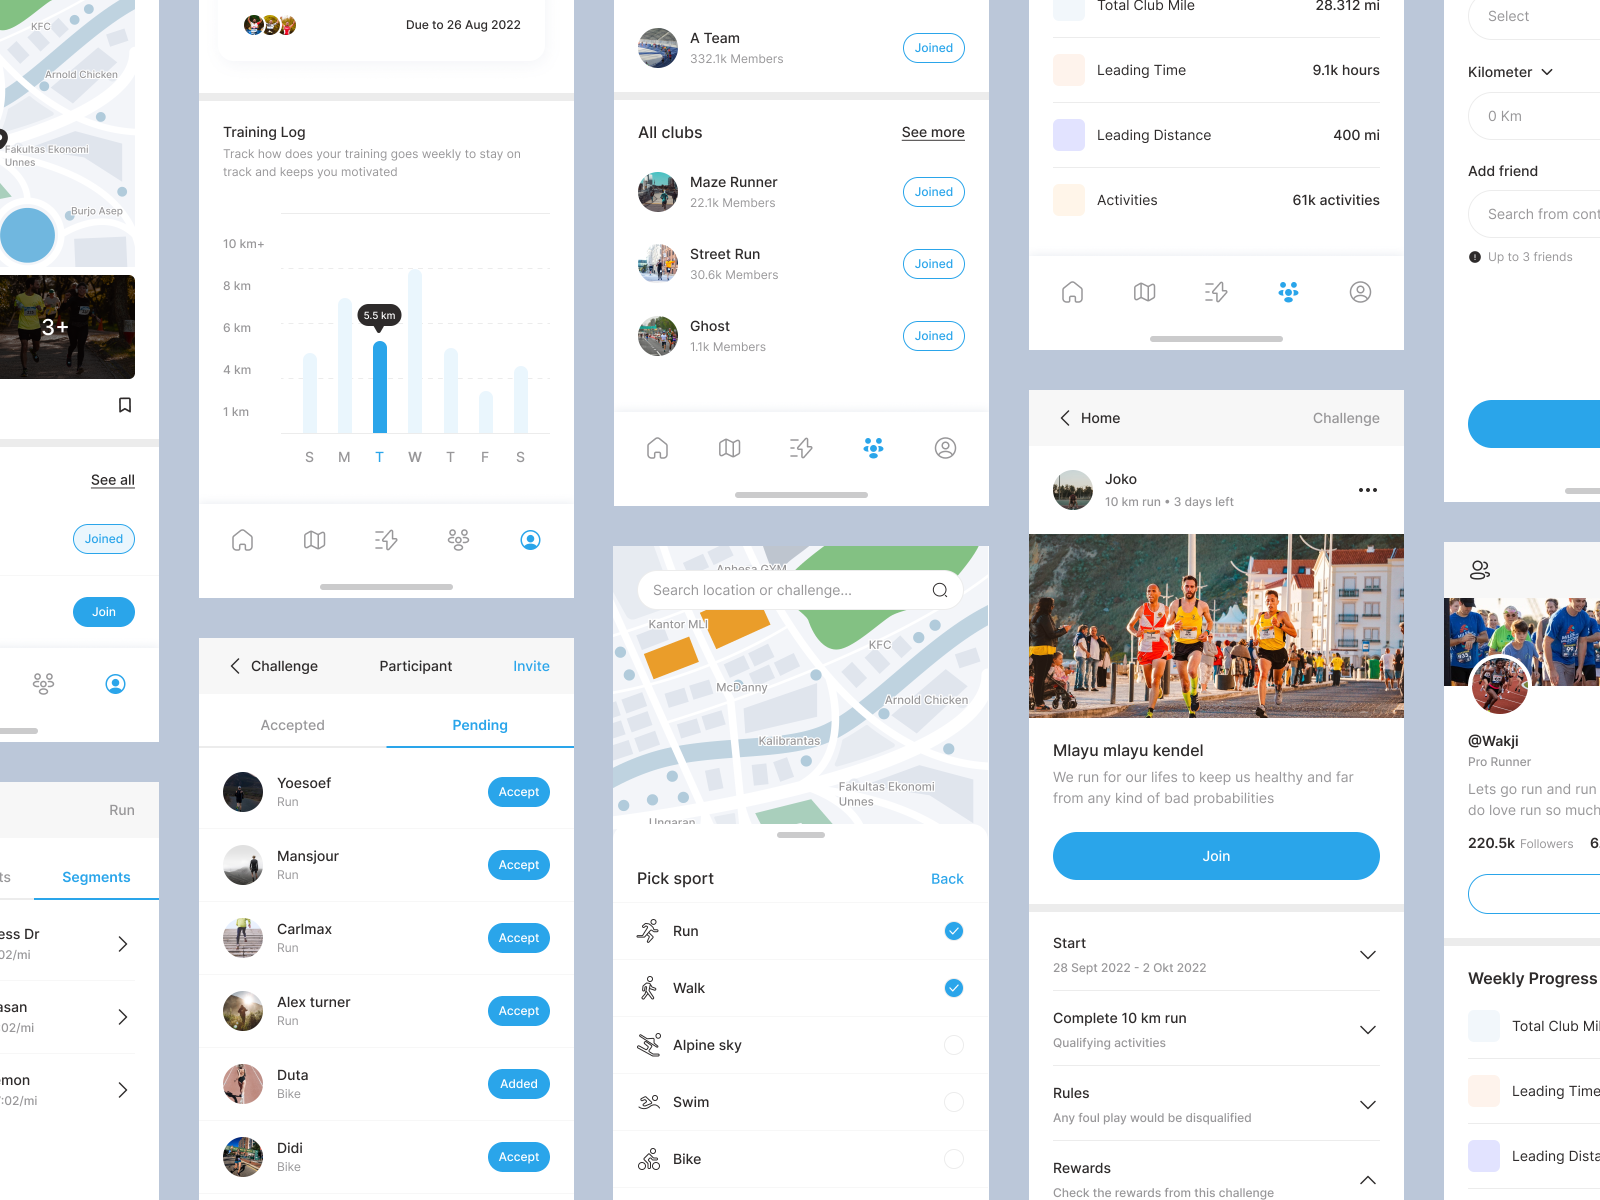 KFC
Arnold Chicken
Fakultas Ekonomi
Unnes
Burjo Asep
3+
See all
Joined
Join
Run
Segments
ess Dr
02/mi
asan
02/mi
emon
:02/mi
Due to 26 Aug 2022
Training Log
Track how does your training goes weekly to stay on
track and keeps you motivated
10 km+
8 km
6 km
4 km
1 km
5.5 km
S M T W T F S
Challenge
Participant
Invite
Accepted
Pending
Yoesoef
Run
Accept
Mansjour
Run
Accept
Carlmax
Run
Accept
Alex turner
Run
Accept
Duta
Bike
Added
Didi
Bike
Accept
A Team
332.1k Members
Joined
All clubs
See more
Maze Runner
22.1k Members
Joined
Street Run
30.6k Members
Joined
Ghost
1.1k Members
Joined
Anhesa GYM
Search location or challenge...
Kantor MLI
KFC
McDanny
Arnold Chicken
Kalibrantas
Fakultas Ekonomi
Unnes
Ungaran
Pick sport
Back
Run
Walk
Alpine sky
Swim
Bike
Total Club Mile
28.312 mi
Leading Time
9.1k hours
Leading Distance
400 mi
Activities
61k activities
Home
Challenge
Joko
10 km run • 3 days left
Mlayu mlayu kendel
We run for our lifes to keep us healthy and far
from any kind of bad probabilities
Join
Start
28 Sept 2022 - 2 Okt 2022
Complete 10 km run
Qualifying activities
Rules
Any foul play would be disqualified
Rewards
Check the rewards from this challenge
Select
Kilometer
0 Km
Add friend
Search from cont
Up to 3 friends
@Wakji
Pro Runner
Lets go run and run
do love run so much
220.5k Followers 6.
Weekly Progress
Total Club Mil
Leading Time
Leading Dista